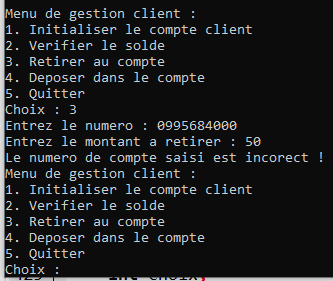 Menu de gestion client :
1. Initialiser le compte client
2. Verifier le solde
3. Retirer au compte
4. Deposer dans le compte
5. Quitter
Choix : 3
Entrez le numero : 0995684000
Entrez le montant a retirer : 50
Le numero de compte saisi est incorect !
Menu de gestion client :
1. Initialiser le compte client
2. Verifier le solde
3. Retirer au compte
4. Deposer dans le compte
5. Quitter
Choix :